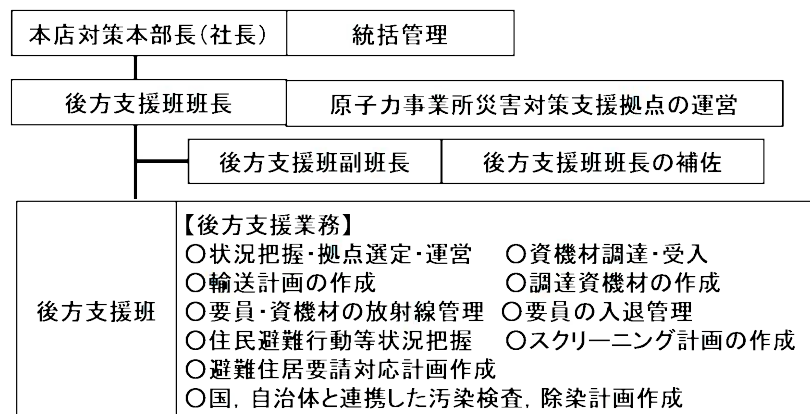 本店対策本部長(社長) 統括管理
後方支援班班長 原子力事業所災害対策支援拠点の運営
後方支援班副班長 後方支援班班長の補佐
後方支援班
【後方支援業務】
○状況把握・拠点選定・運営 ○資機材調達・受入
○輸送計画の作成 ○調達資機材の作成
○要員・資機材の放射線管理 ○要員の入退管理
○住民避難行動等状況把握 ○スクリーニング計画の作成
○避難住居要請対応計画作成
○国,自治体と連携した汚染検査,除染計画作成